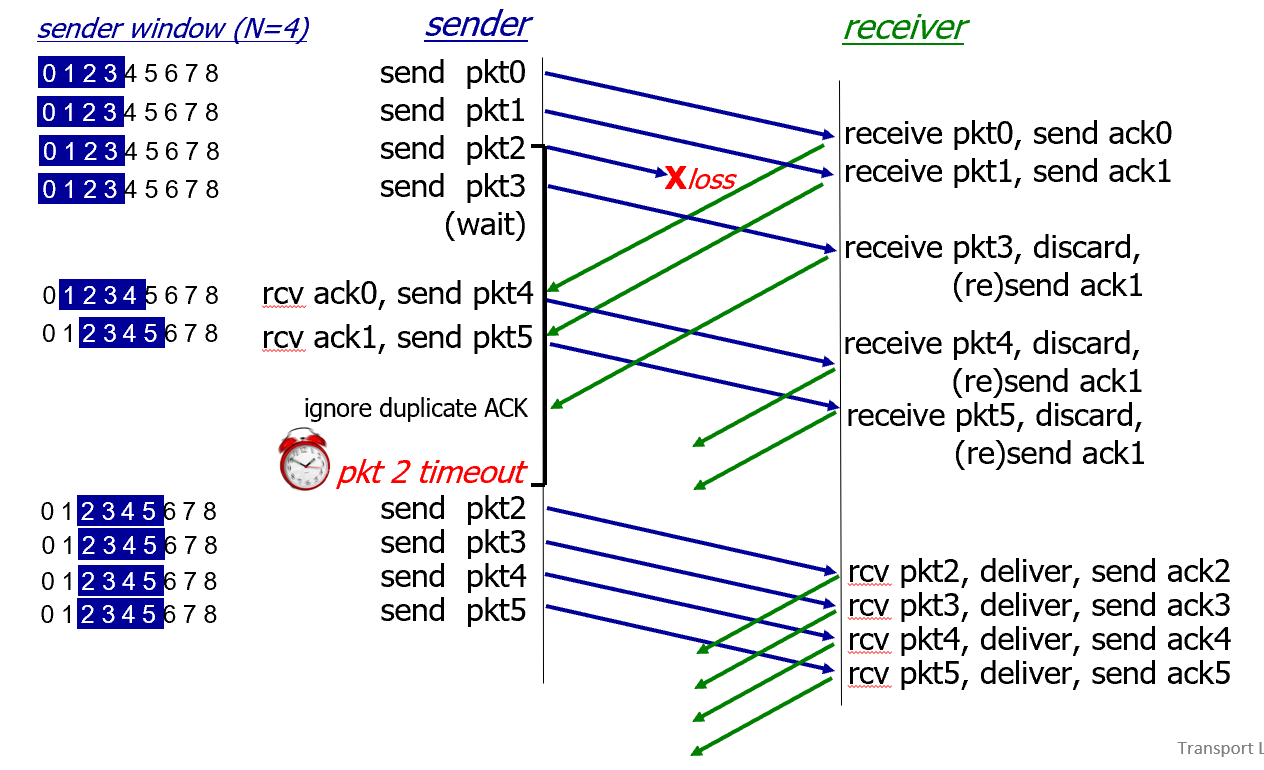 sender window (N=4)
sender
receiver
0 1 2 3 4 5 6 7 8
send pkt0
0 1 2 3 4 5 6 7 8
send pkt1
receive pkt0, send ack0
0 1 2 3 4 5 6 7 8
send pkt2
receive pkt1, send ack1
X loss
0 1 2 3 4 5 6 7 8
send pkt3
(wait)
receive pkt3, discard,
(re)send ack1
0 1 2 3 4 5 6 7 8
rcv ack0, send pkt4
0 1 2 3 4 5 6 7 8
rcv ack1, send pkt5
receive pkt4, discard,
(re)send ack1
ignore duplicate ACK
receive pkt5, discard,
(re)send ack1
pkt 2 timeout
0 1 2 3 4 5 6 7 8
send pkt2
0 1 2 3 4 5 6 7 8
send pkt3
0 1 2 3 4 5 6 7 8
send pkt4
0 1 2 3 4 5 6 7 8
send pkt5
rcv pkt2, deliver, send ack2
rcv pkt3, deliver, send ack3
rcv pkt4, deliver, send ack4
rcv pkt5, deliver, send ack5
Transport L